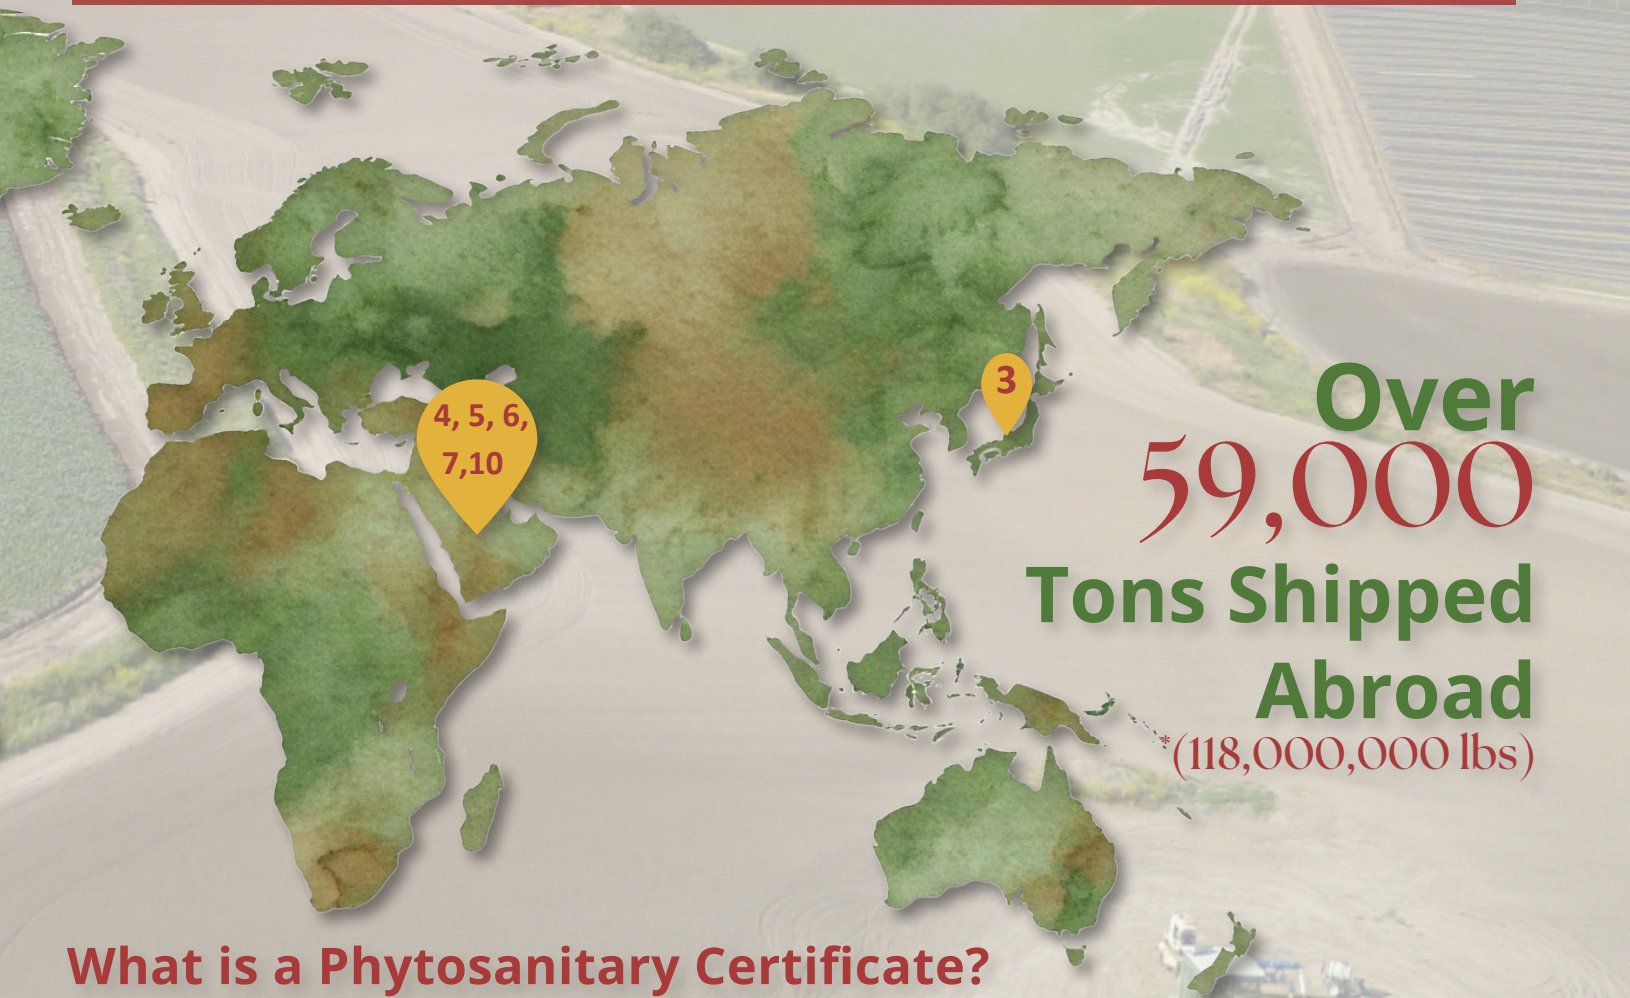 3
4, 5, 6,
7,10
Over
59,000
Tons Shipped
Abroad
*(118,000,000 lbs)
What is a Phytosanitary Certificate?